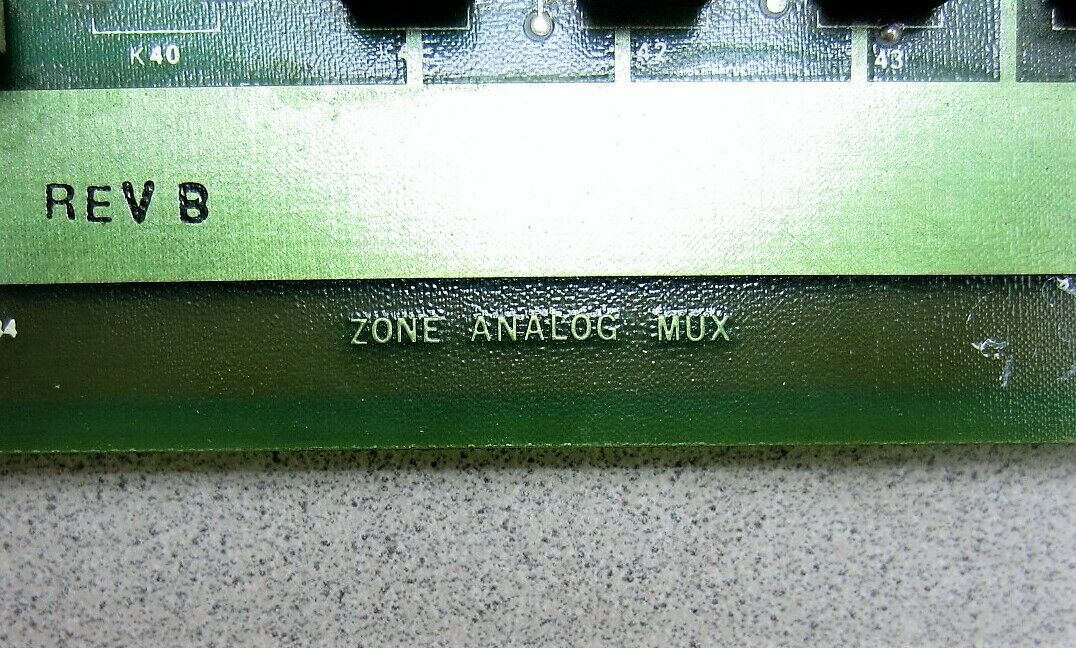 K40 42 43
REV B
ZONE ANALOG MUX